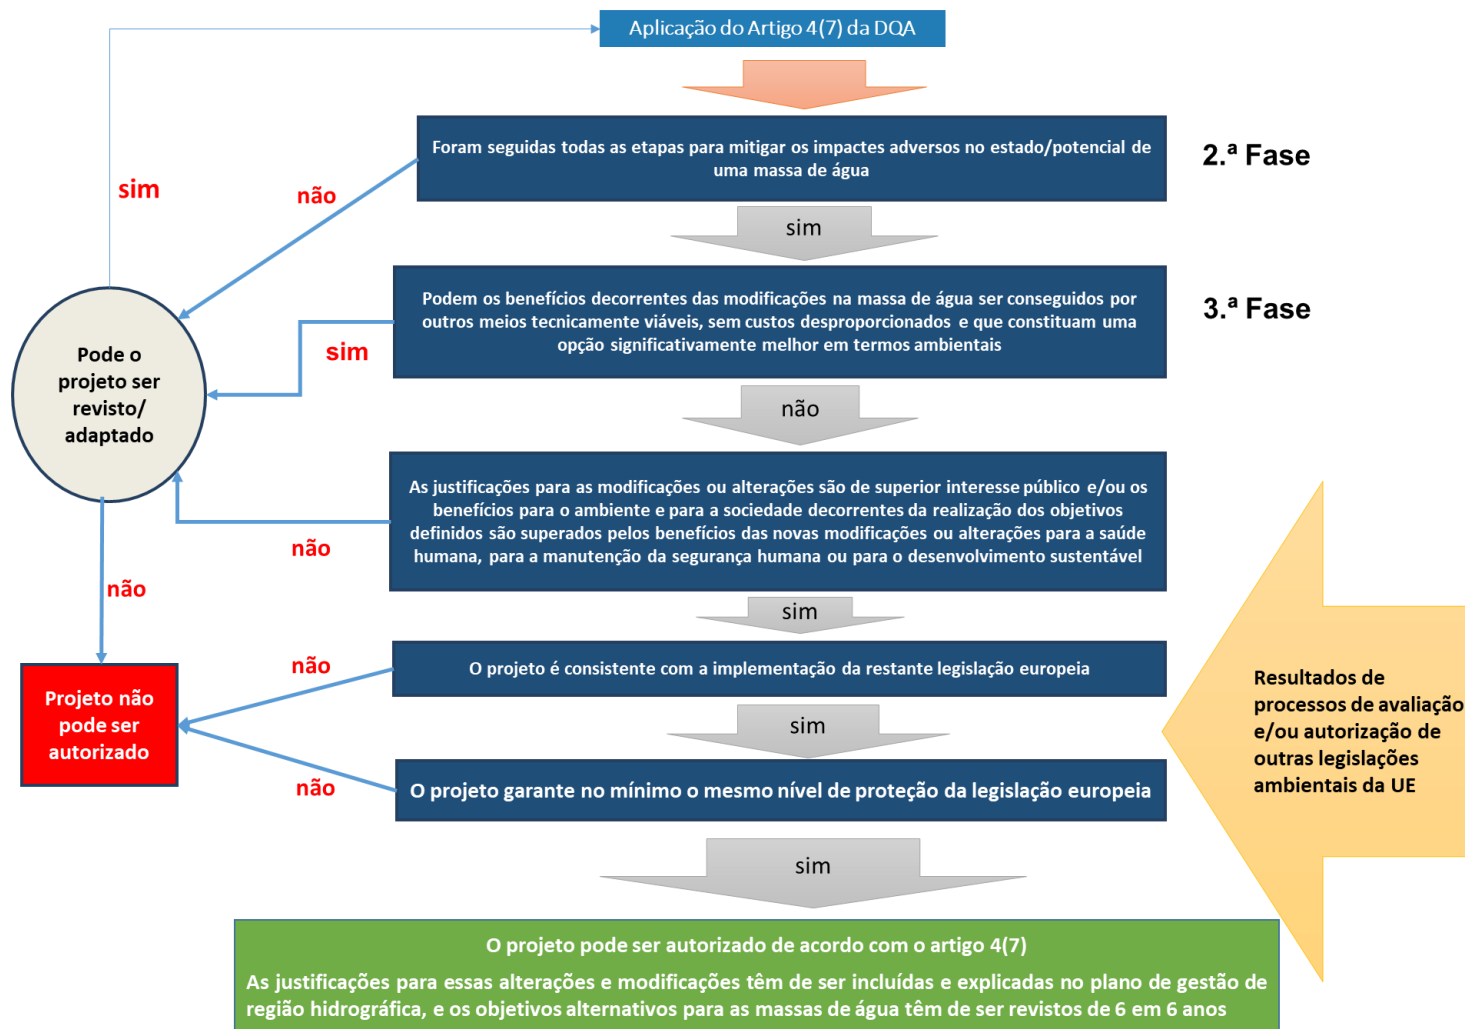 Aplicação do Artigo 4(7) da DQA
Foram seguidas todas as etapas para mitigar os impactes adversos no estado/potencial de
uma massa de água
2.ª Fase
sim
não
sim
Podem os benefícios decorrentes das modificações na massa de água ser conseguidos por
outros meios tecnicamente viáveis, sem custos desproporcionados e que constituam uma
opção significativamente melhor em termos ambientais
3.ª Fase
sim
Pode o
projeto ser
revisto/
adaptado
não
As justificações para as modificações ou alterações são de superior interesse público e/ou os
benefícios para o ambiente e para a sociedade decorrentes da realização dos objetivos
definidos são superados pelos benefícios das novas modificações ou alterações para a saúde
humana, para a manutenção da segurança humana ou para o desenvolvimento sustentável
não
não
sim
O projeto é consistente com a implementação da restante legislação europeia
não
Projeto não
pode ser
autorizado
sim
não
O projeto garante no mínimo o mesmo nível de proteção da legislação europeia
Resultados de
processos de avaliação
e/ou autorização de
outras legislações
ambientais da UE
sim
O projeto pode ser autorizado de acordo com o artigo 4(7)
As justificações para essas alterações e modificações têm de ser incluídas e explicadas no plano de gestão de
região hidrográfica, e os objetivos alternativos para as massas de água têm de ser revistos de 6 em 6 anos